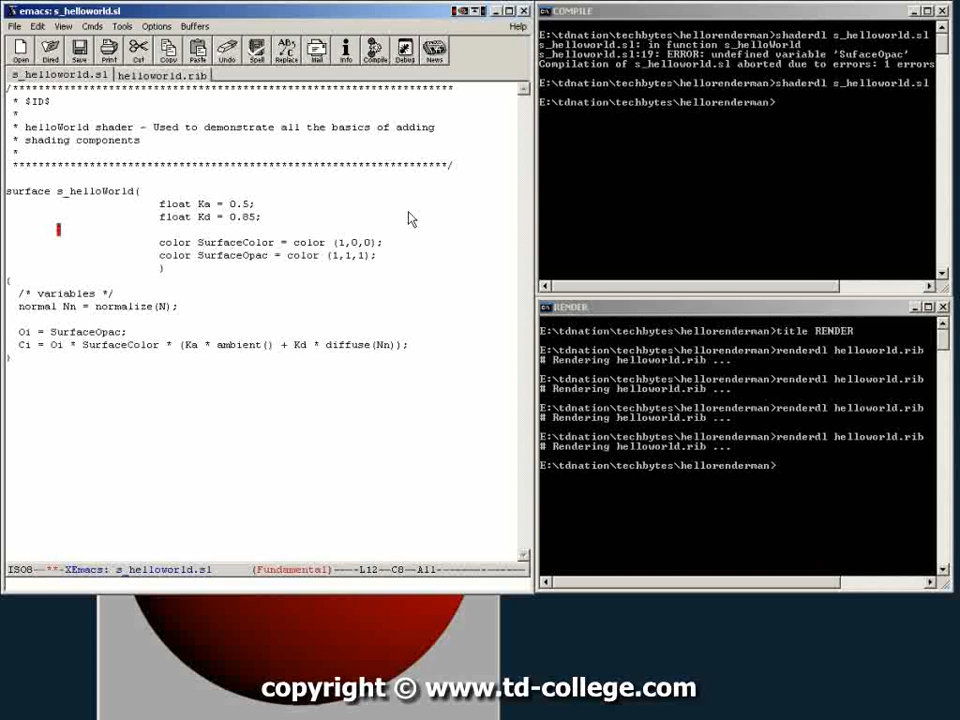 emacs: s_helloworld.sl
File Edit View Cmds Tools Options Buffers Help
Open Dired Save Print Cut Copy Paste Undo Spell Replace Mail Info Compile Debug News
s_helloworld.sl helloworld.rib
/***********************************************************************
* $ID$
*
* helloWorld shader - Used to demonstrate all the basics of adding
* shading components
*
***********************************************************************/
surface s_helloWorld(
float Ka = 0.5;
float Kd = 0.85;
color SurfaceColor = color (1,0,0);
color SurfaceOpac = color (1,1,1);
)
{
/* variables */
normal Nn = normalize(N);
Oi = SurfaceOpac;
Ci = Oi * SurfaceColor * (Ka * ambient() + Kd * diffuse(Nn));
}
ISO8--**-XEmacs: s_helloworld.sl (Fundamental)----L12--C8--All----------------
COMPILE
E:\tdnation\techbytes\hellorenderman>shaderdl s_helloworld.sl
s_helloworld.sl: in function s_helloWorld
s_helloworld.sl:19: ERROR: undefined variable 'SufaceOpac'
Compilation of s_helloworld.sl aborted due to errors: 1 errors
E:\tdnation\techbytes\hellorenderman>shaderdl s_helloworld.sl
E:\tdnation\techbytes\hellorenderman>
RENDER
E:\tdnation\techbytes\hellorenderman>title RENDER
E:\tdnation\techbytes\hellorenderman>renderdl helloworld.rib
# Rendering helloworld.rib ...
E:\tdnation\techbytes\hellorenderman>renderdl helloworld.rib
# Rendering helloworld.rib ...
E:\tdnation\techbytes\hellorenderman>renderdl helloworld.rib
# Rendering helloworld.rib ...
E:\tdnation\techbytes\hellorenderman>renderdl helloworld.rib
# Rendering helloworld.rib ...
E:\tdnation\techbytes\hellorenderman>
copyright © www.td-college.com